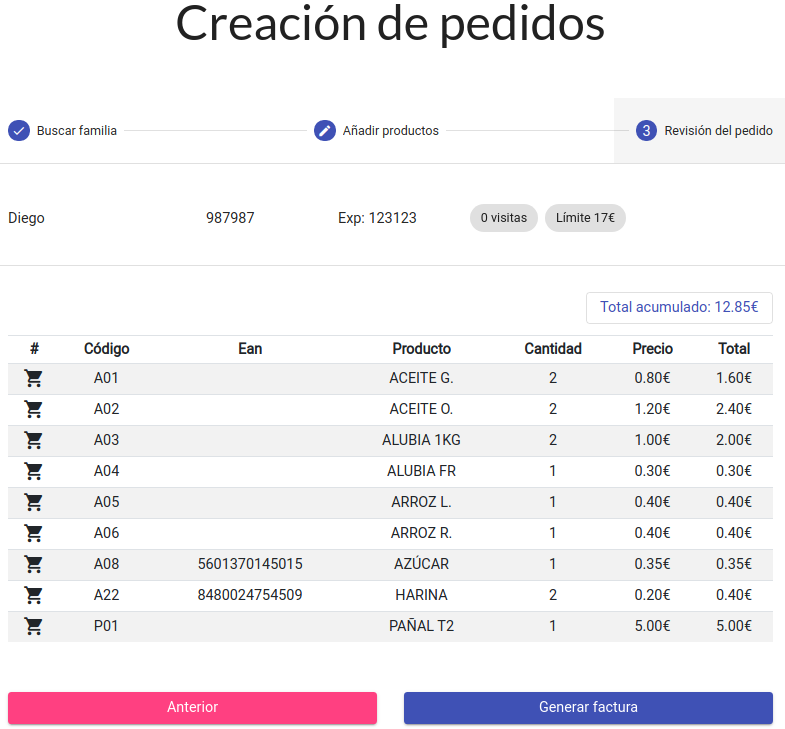 Creación de pedidos
Buscar familia Añadir productos 3 Revisión del pedido
Diego 987987 Exp: 123123 0 visitas Límite 17€
Total acumulado: 12.85€
# Código Ean Producto Cantidad Precio Total
A01 ACEITE G. 2 0.80€ 1.60€
A02 ACEITE O. 2 1.20€ 2.40€
A03 ALUBIA 1KG 2 1.00€ 2.00€
A04 ALUBIA FR 1 0.30€ 0.30€
A05 ARROZ L. 1 0.40€ 0.40€
A06 ARROZ R. 1 0.40€ 0.40€
A08 5601370145015 AZÚCAR 1 0.35€ 0.35€
A22 8480024754509 HARINA 2 0.20€ 0.40€
P01 PAÑAL T2 1 5.00€ 5.00€
Anterior Generar factura